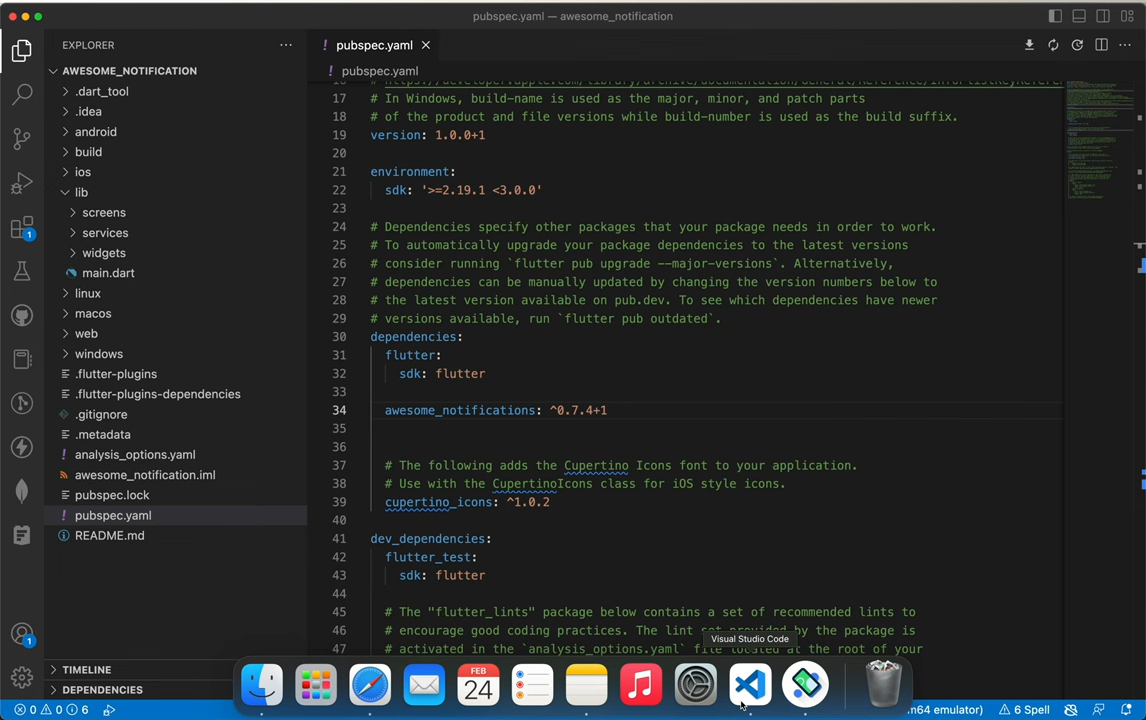 pubspec.yaml — awesome_notification
EXPLORER
pubspec.yaml
AWESOME_NOTIFICATION
pubspec.yaml
.dart_tool
.idea
android
build
ios
lib
screens
services
widgets
main.dart
linux
macos
web
windows
.flutter-plugins
.flutter-plugins-dependencies
.gitignore
.metadata
analysis_options.yaml
awesome_notification.iml
pubspec.lock
pubspec.yaml
README.md
TIMELINE
DEPENDENCIES
17 # In Windows, build-name is used as the major, minor, and patch parts
18 # of the product and file versions while build-number is used as the build suffix.
19 version: 1.0.0+1
20
21 environment:
22 sdk: '>=2.19.1 <3.0.0'
23
24 # Dependencies specify other packages that your package needs in order to work.
25 # To automatically upgrade your package dependencies to the latest versions
26 # consider running `flutter pub upgrade --major-versions`. Alternatively,
27 # dependencies can be manually updated by changing the version numbers below to
28 # the latest version available on pub.dev. To see which dependencies have newer
29 # versions available, run `flutter pub outdated`.
30 dependencies:
31 flutter:
32 sdk: flutter
33
34 awesome_notifications: ^0.7.4+1
35
36
37 # The following adds the Cupertino Icons font to your application.
38 # Use with the CupertinoIcons class for iOS style icons.
39 cupertino_icons: ^1.0.2
40
41 dev_dependencies:
42 flutter_test:
43 sdk: flutter
44
45 # The "flutter_lints" package below contains a set of recommended lints to
46 # encourage good coding practices. The lint set provided by the package is
47 # activated in the `analysis_options.yaml` file located at the root of your
Visual Studio Code
FEB
24
1
1
0 0 6
m64 emulator)
6 Spell